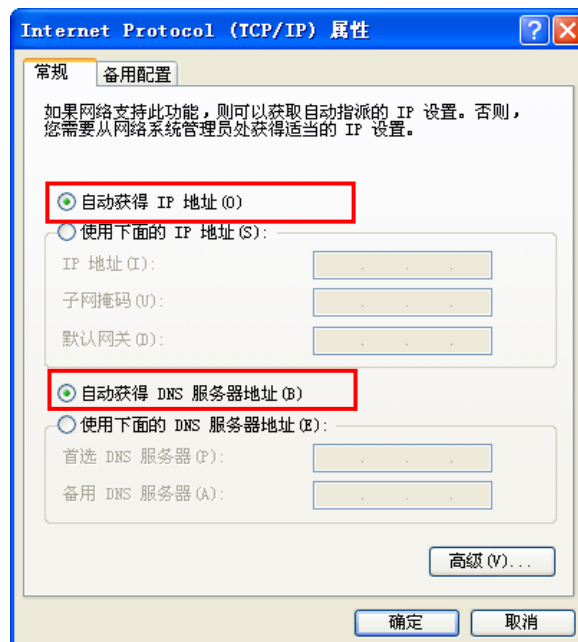 Internet Protocol (TCP/IP) 属性
常规
备用配置
如果网络支持此功能，则可以获取自动指派的 IP 设置。否则，
您需要从网络系统管理员处获得适当的 IP 设置。
自动获得 IP 地址(O)
使用下面的 IP 地址(S):
IP 地址(I):
子网掩码(U):
默认网关(D):
自动获得 DNS 服务器地址(B)
使用下面的 DNS 服务器地址(E):
首选 DNS 服务器(P):
备用 DNS 服务器(A):
高级(V)...
确定
取消